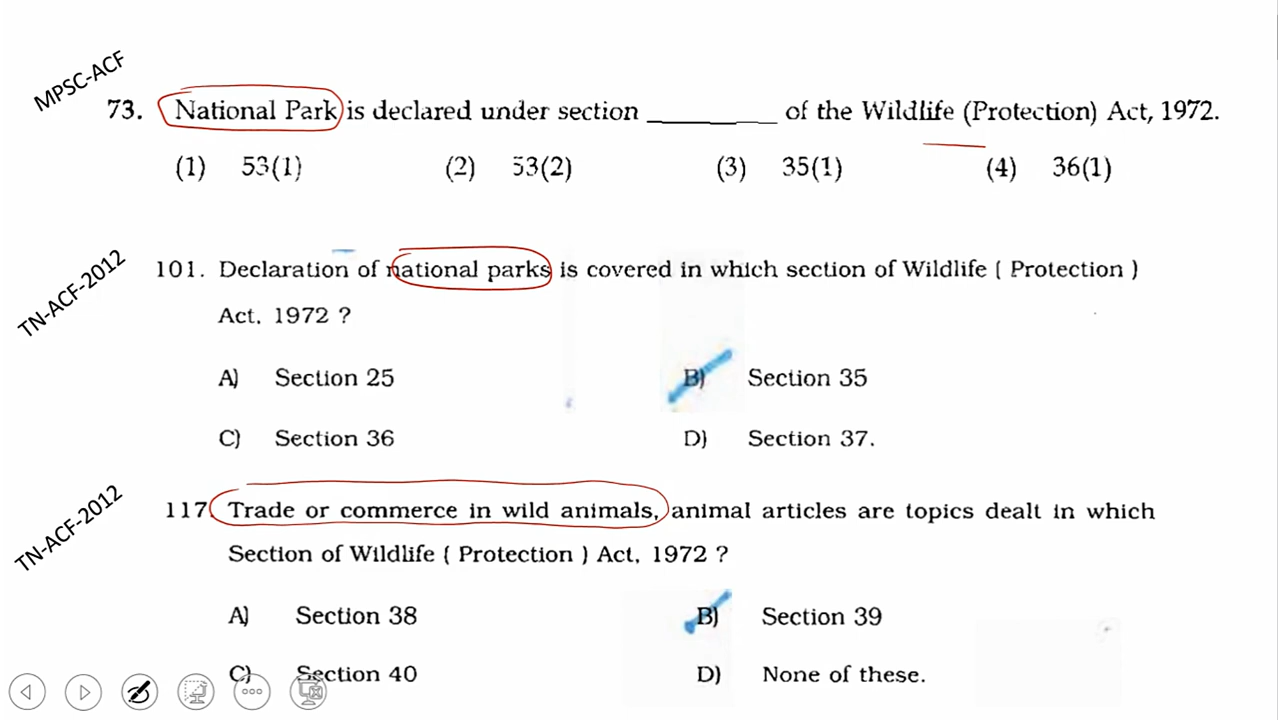 MPSC-ACF
73. National Park is declared under section ________ of the Wildlife (Protection) Act, 1972.
(1) 53(1) (2) 53(2) (3) 35(1) (4) 36(1)
TN-ACF-2012
101. Declaration of national parks is covered in which section of Wildlife ( Protection )
Act, 1972 ?
A) Section 25 B) Section 35
C) Section 36 D) Section 37.
TN-ACF-2012
117. Trade or commerce in wild animals, animal articles are topics dealt in which
Section of Wildlife ( Protection ) Act, 1972 ?
A) Section 38 B) Section 39
C) Section 40 D) None of these.